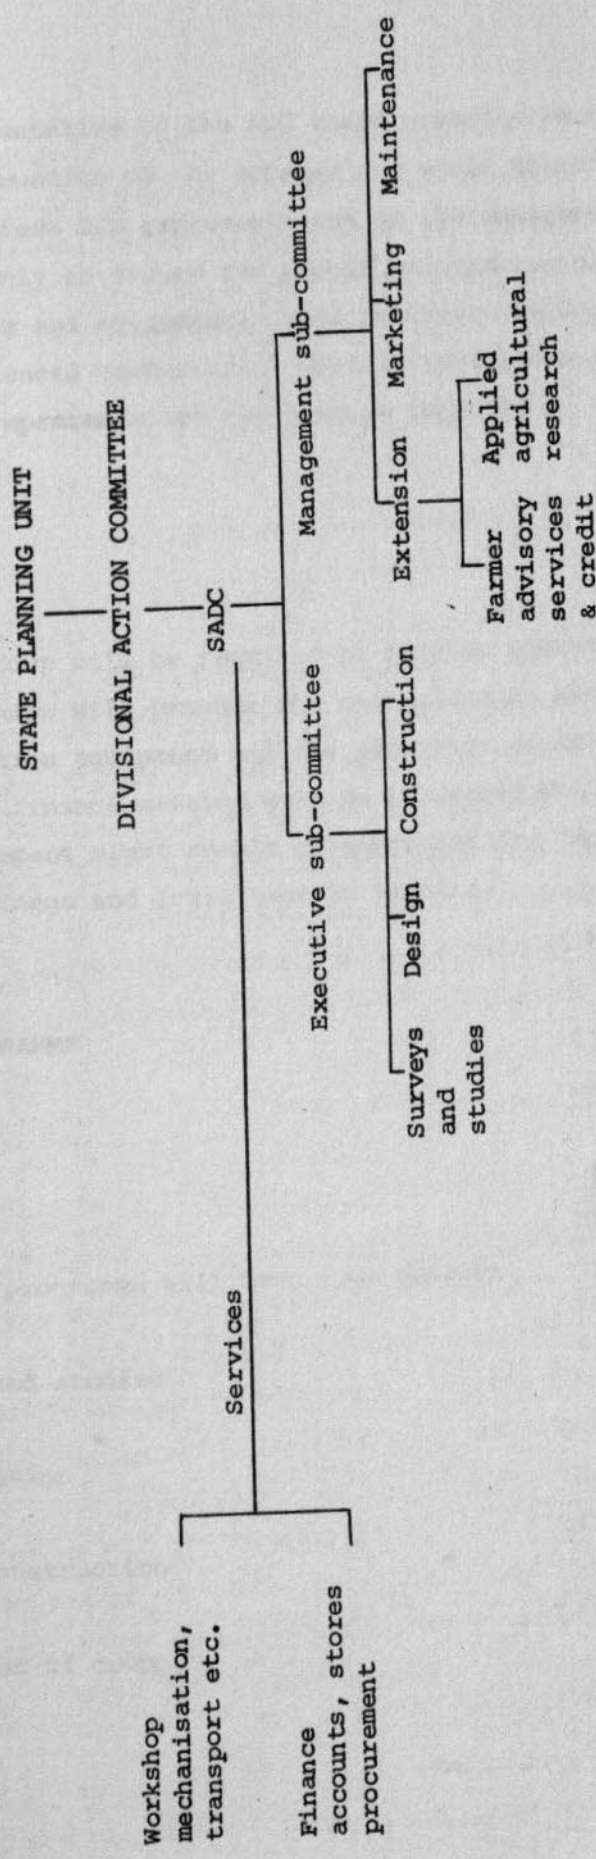 STATE PLANNING UNIT
DIVISIONAL ACTION COMMITTEE
SADC
Services
Workshop
mechanisation,
transport etc.
Finance
accounts, stores
procurement
Executive sub-committee
Surveys
and
studies
Design
Construction
Management sub-committee
Extension
Marketing
Maintenance
Farmer
advisory
services
& credit
Applied
agricultural
research